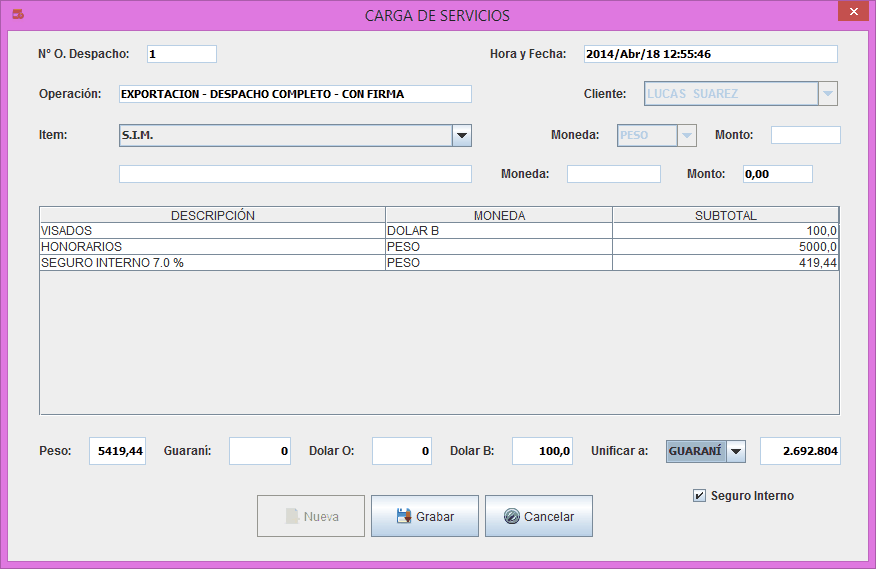 CARGA DE SERVICIOS
Nº O. Despacho: 1 Hora y Fecha: 2014/Abr/18 12:55:46
Operación: EXPORTACION - DESPACHO COMPLETO - CON FIRMA Cliente: LUCAS SUAREZ
Item: S.I.M. Moneda: PESO Monto:
Moneda: Monto: 0,00
DESCRIPCIÓN MONEDA SUBTOTAL
VISADOS DOLAR B 100,0
HONORARIOS PESO 5000,0
SEGURO INTERNO 7.0 % PESO 419,44
Peso: 5419,44 Guaraní: 0 Dolar O: 0 Dolar B: 100,0 Unificar a: GUARANÍ 2.692.804
Seguro Interno
Nueva Grabar Cancelar